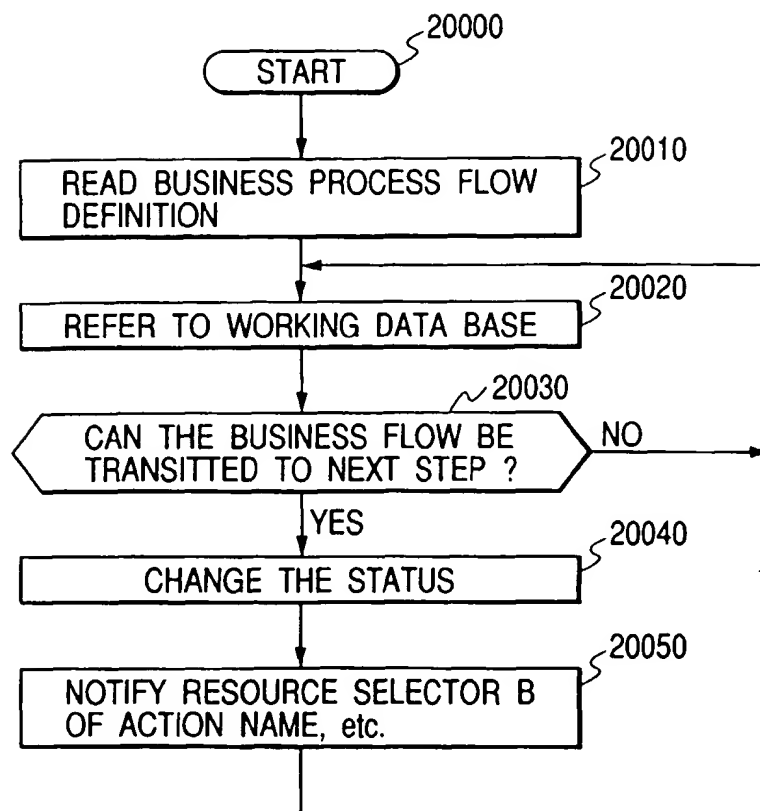 20000
START
20010
READ BUSINESS PROCESS FLOW
DEFINITION
20020
REFER TO WORKING DATA BASE
20030
CAN THE BUSINESS FLOW BE
TRANSITTED TO NEXT STEP ?
NO
YES
20040
CHANGE THE STATUS
20050
NOTIFY RESOURCE SELECTOR B
OF ACTION NAME, etc.